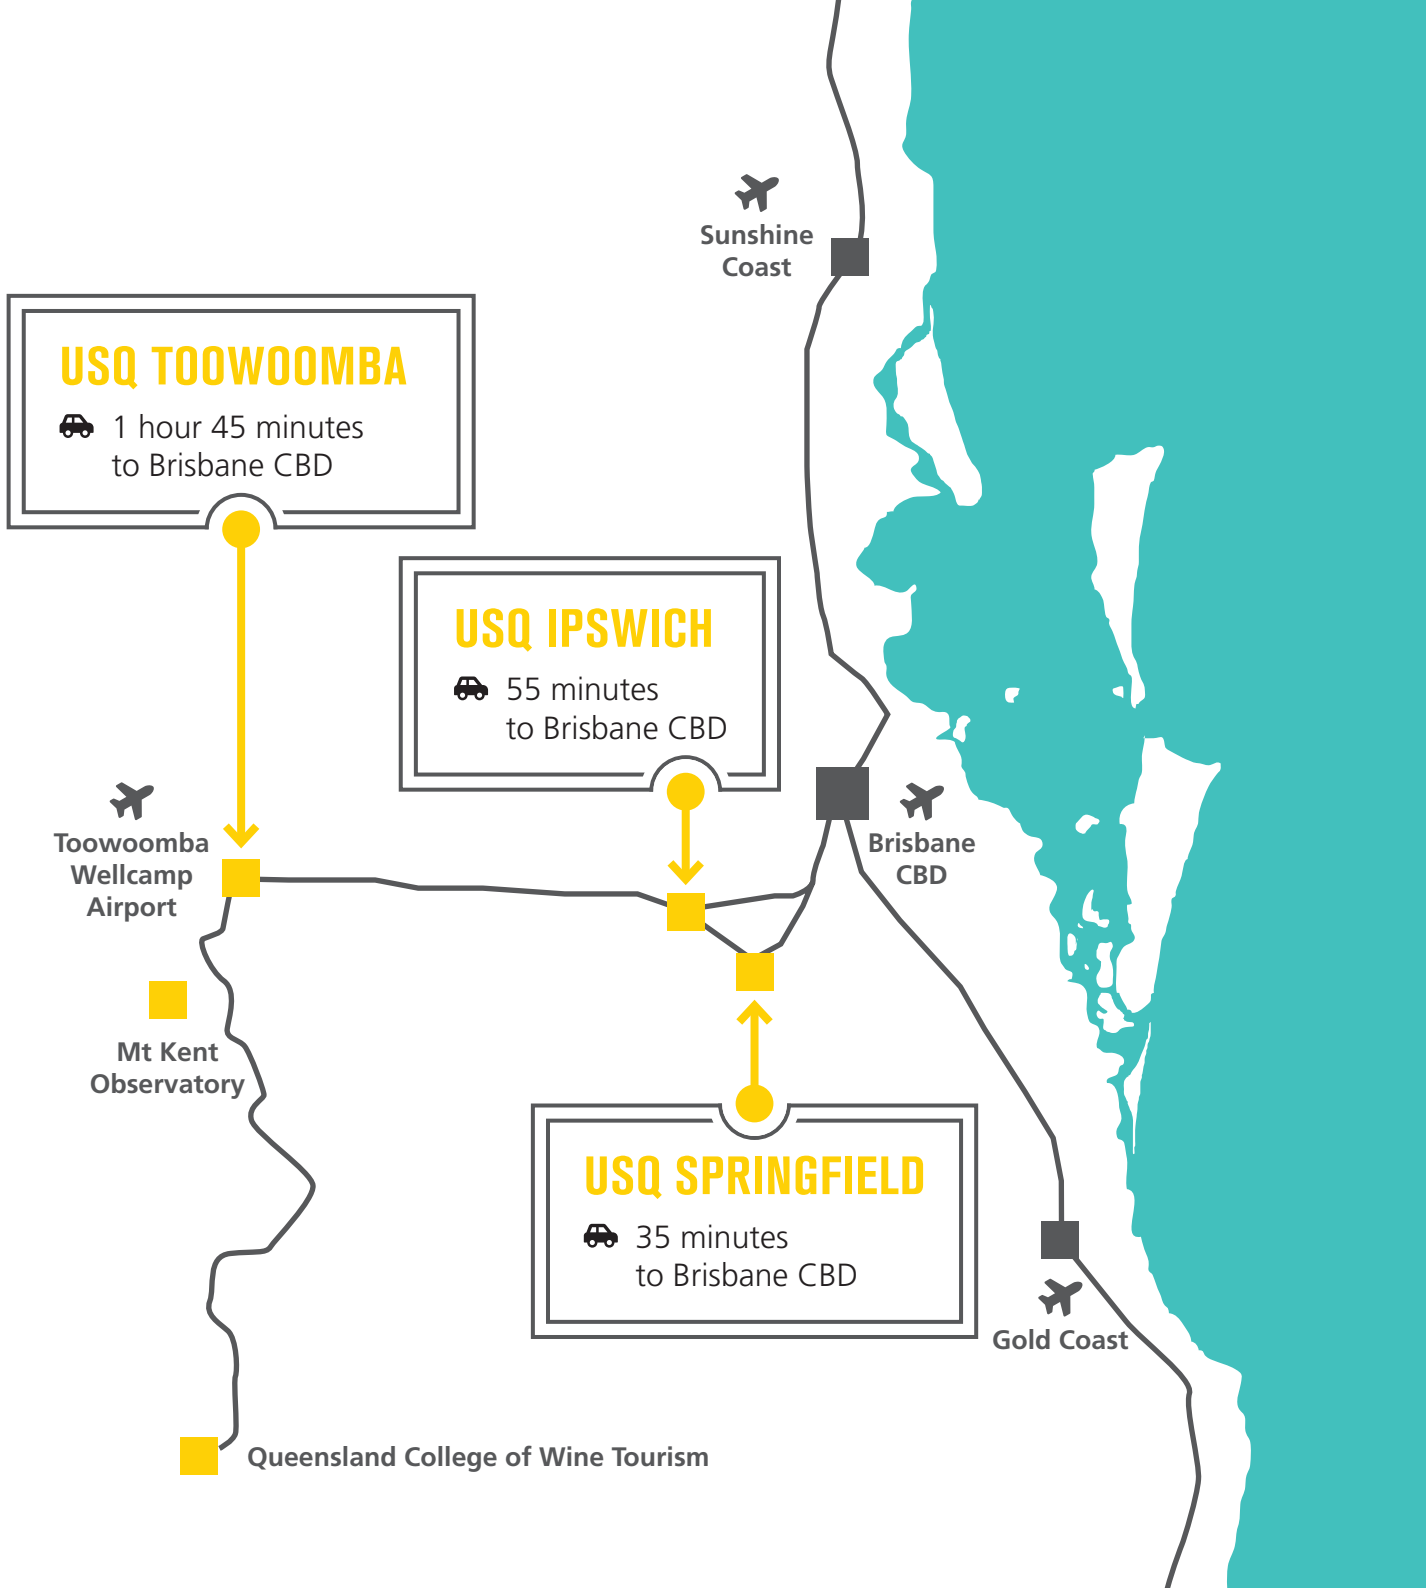 Sunshine
Coast
USQ TOOWOOMBA
1 hour 45 minutes
to Brisbane CBD
USQ IPSWICH
55 minutes
to Brisbane CBD
Toowoomba
Wellcamp
Airport
Brisbane
CBD
Mt Kent
Observatory
USQ SPRINGFIELD
35 minutes
to Brisbane CBD
Gold Coast
Queensland College of Wine Tourism